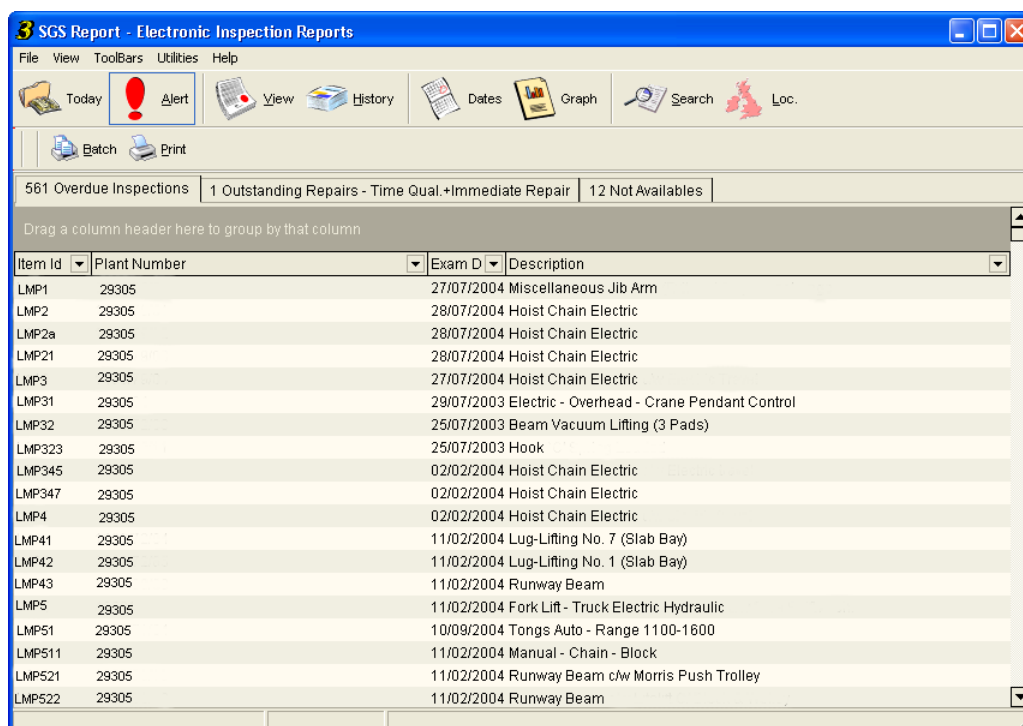 3 SGS Report - Electronic Inspection Reports
File View ToolBars Utilities Help
Today Alert View History Dates Graph Search Loc.
Batch Print
561 Overdue Inspections 1 Outstanding Repairs - Time Qual.+Immediate Repair 12 Not Availables
Drag a column header here to group by that column
Item Id Plant Number Exam D Description
LMP1 29305 27/07/2004 Miscellaneous Jib Arm
LMP2 29305 28/07/2004 Hoist Chain Electric
LMP2a 29305 28/07/2004 Hoist Chain Electric
LMP21 29305 28/07/2004 Hoist Chain Electric
LMP3 29305 27/07/2004 Hoist Chain Electric
LMP31 29305 29/07/2003 Electric - Overhead - Crane Pendant Control
LMP32 29305 25/07/2003 Beam Vacuum Lifting (3 Pads)
LMP323 29305 25/07/2003 Hook
LMP345 29305 02/02/2004 Hoist Chain Electric
LMP347 29305 02/02/2004 Hoist Chain Electric
LMP4 29305 02/02/2004 Hoist Chain Electric
LMP41 29305 11/02/2004 Lug-Lifting No. 7 (Slab Bay)
LMP42 29305 11/02/2004 Lug-Lifting No. 1 (Slab Bay)
LMP43 29305 11/02/2004 Runway Beam
LMP5 29305 11/02/2004 Fork Lift - Truck Electric Hydraulic
LMP51 29305 10/09/2004 Tongs Auto - Range 1100-1600
LMP511 29305 11/02/2004 Manual - Chain - Block
LMP521 29305 11/02/2004 Runway Beam c/w Morris Push Trolley
LMP522 29305 11/02/2004 Runway Beam